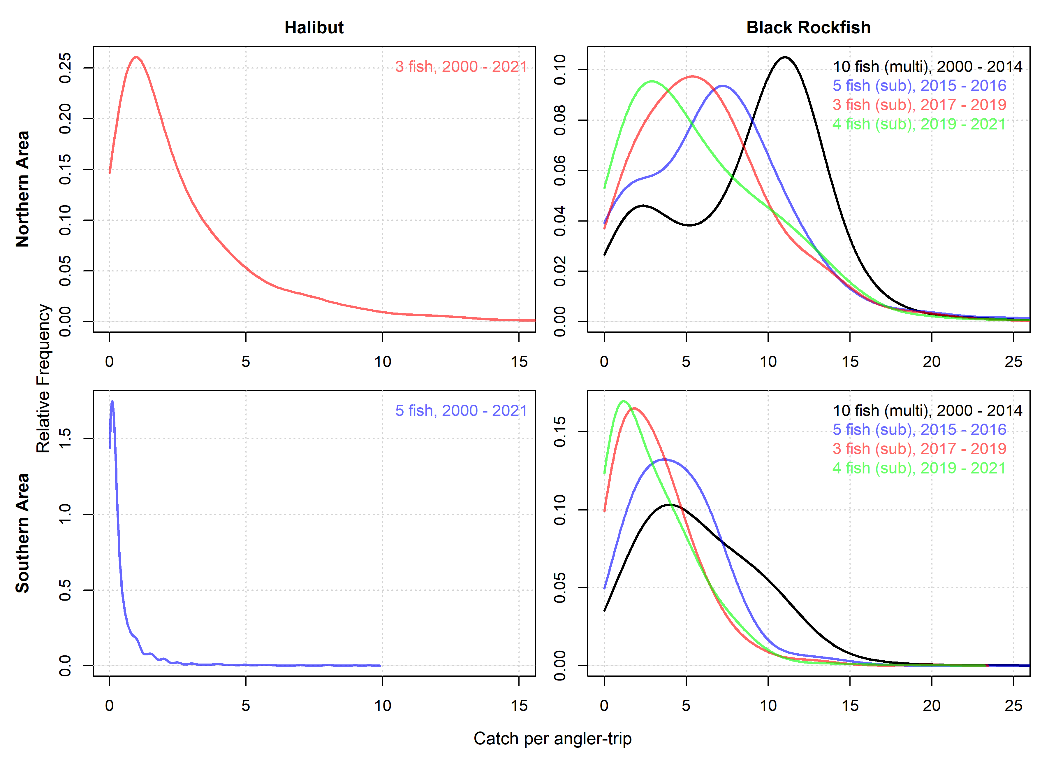 Halibut
Black Rockfish
Northern Area
Relative Frequency
0.00 0.05 0.10 0.15 0.20 0.25
3 fish, 2000 - 2021
0 5 10 15
0.00 0.02 0.04 0.06 0.08 0.10
10 fish (multi), 2000 - 2014
5 fish (sub), 2015 - 2016
3 fish (sub), 2017 - 2019
4 fish (sub), 2019 - 2021
0 5 10 15 20 25
Southern Area
0.0 0.5 1.0 1.5
5 fish, 2000 - 2021
0 5 10 15
0.00 0.05 0.10 0.15
10 fish (multi), 2000 - 2014
5 fish (sub), 2015 - 2016
3 fish (sub), 2017 - 2019
4 fish (sub), 2019 - 2021
0 5 10 15 20 25
Catch per angler-trip